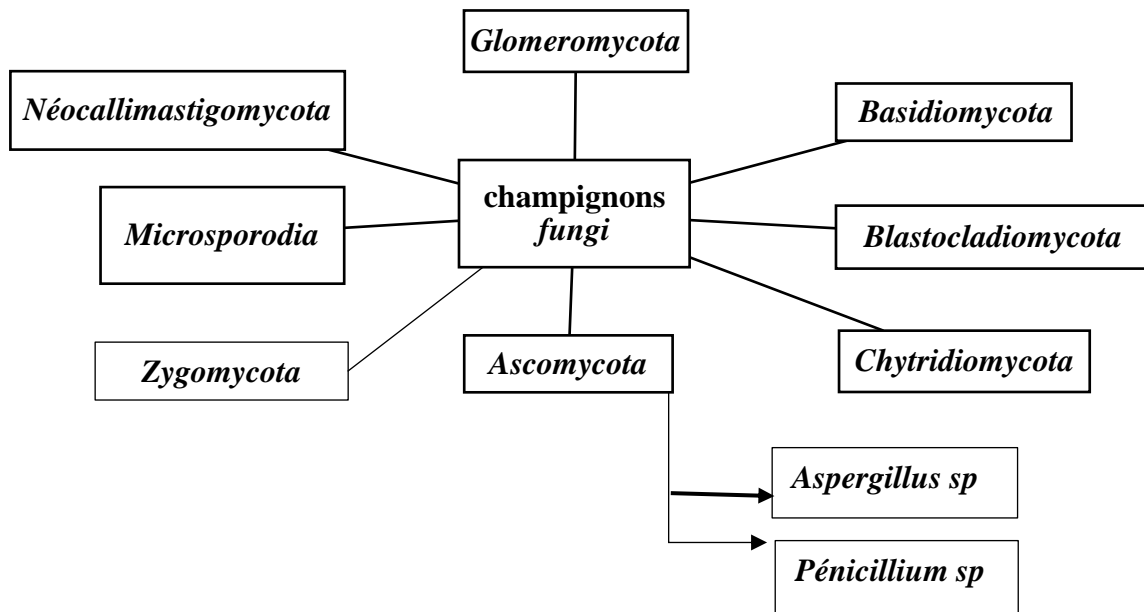 Glomeromycota
Néocallimastigomycota
Basidiomycota
champignons
fungi
Microsporodia
Blastocladiomycota
Zygomycota
Ascomycota
Chytridiomycota
Aspergillus sp
Pénicillium sp